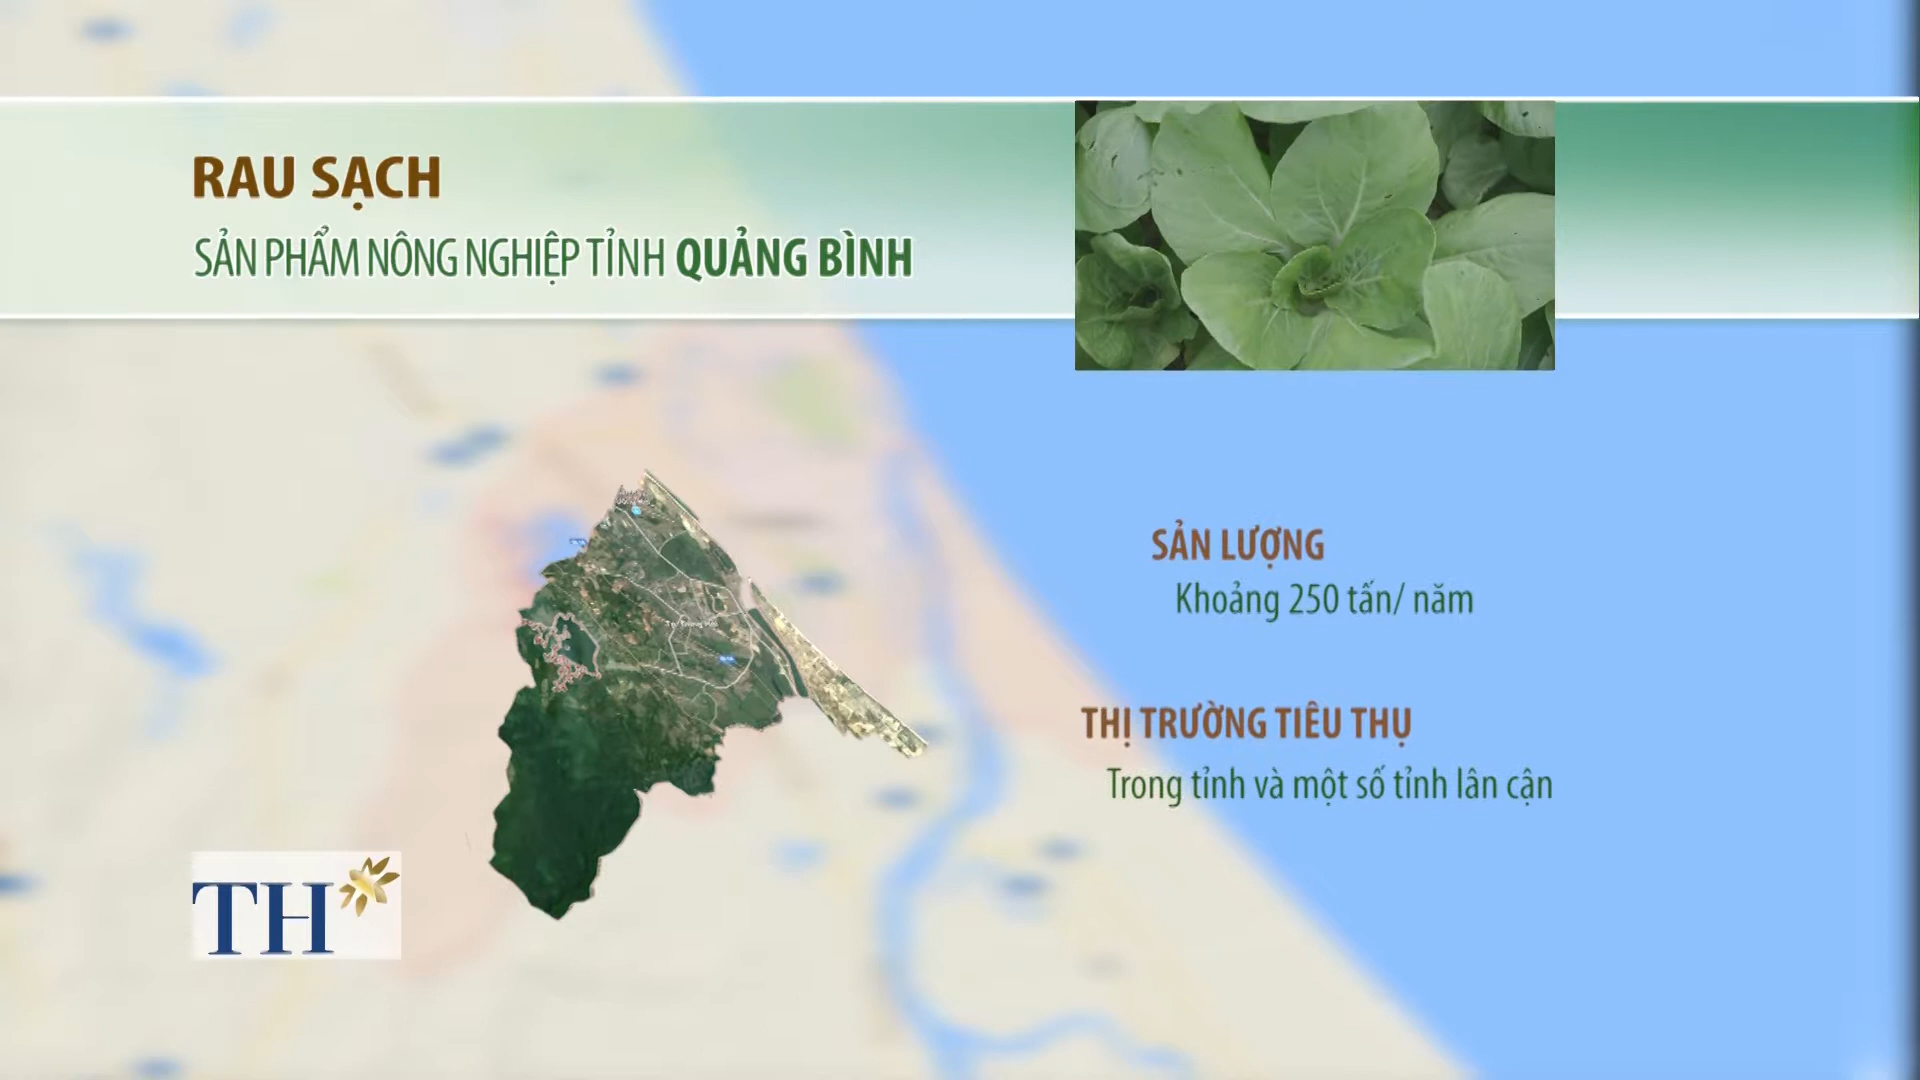 RAU SẠCH
SẢN PHẨM NÔNG NGHIỆP TỈNH QUẢNG BÌNH
SẢN LƯỢNG
Khoảng 250 tấn/ năm
THỊ TRƯỜNG TIÊU THỤ
Trong tỉnh và một số tỉnh lân cận
TH